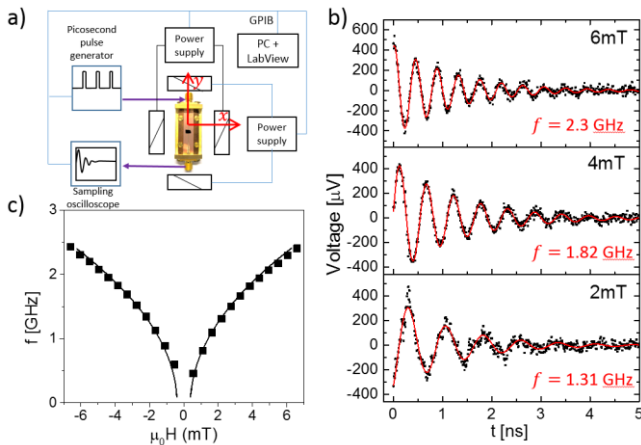 a)
GPIB
Picosecond
pulse
generator
Power
supply
PC +
LabView
y
x
Power
supply
Sampling
oscilloscope
b)
600
400
200
0
-200
-400
6mT
f = 2.3 GHz
400
200
0
-200
-400
4mT
f = 1.82 GHz
400
200
0
-200
-400
2mT
f = 1.31 GHz
Voltage [µV]
0 1 2 3 4 5
t [ns]
c)
3
2
1
0
f [GHz]
-6 -4 -2 0 2 4 6
µ₀H (mT)